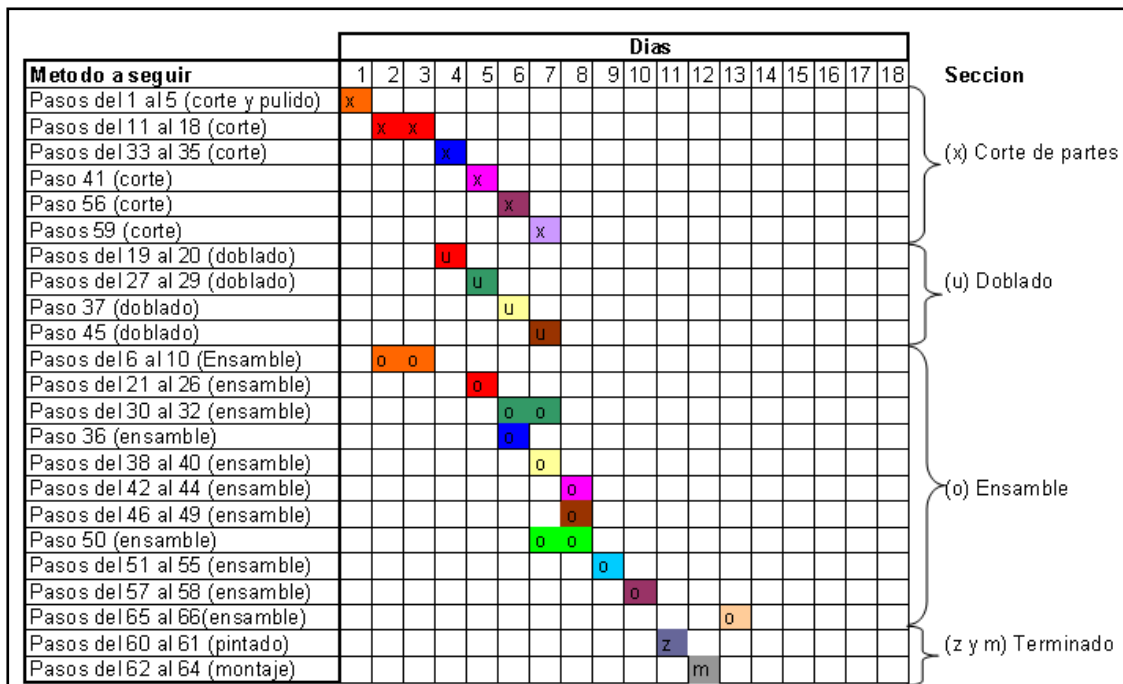 Dias
Metodo a seguir 1 2 3 4 5 6 7 8 9 10 11 12 13 14 15 16 17 18 Seccion
Pasos del 1 al 5 (corte y pulido) x
Pasos del 11 al 18 (corte) x x
Pasos del 33 al 35 (corte) x (x) Corte de partes
Paso 41 (corte) x
Paso 56 (corte) x
Pasos 59 (corte) x
Pasos del 19 al 20 (doblado) u
Pasos del 27 al 29 (doblado) u (u) Doblado
Paso 37 (doblado) u
Paso 45 (doblado) u
Pasos del 6 al 10 (Ensamble) o o
Pasos del 21 al 26 (ensamble) o
Pasos del 30 al 32 (ensamble) o o
Paso 36 (ensamble) o
Pasos del 38 al 40 (ensamble) o
Pasos del 42 al 44 (ensamble) o (o) Ensamble
Pasos del 46 al 49 (ensamble) o
Paso 50 (ensamble) o o
Pasos del 51 al 55 (ensamble) o
Pasos del 57 al 58 (ensamble) o
Pasos del 65 al 66(ensamble) o
Pasos del 60 al 61 (pintado) z (z y m) Terminado
Pasos del 62 al 64 (montaje) m